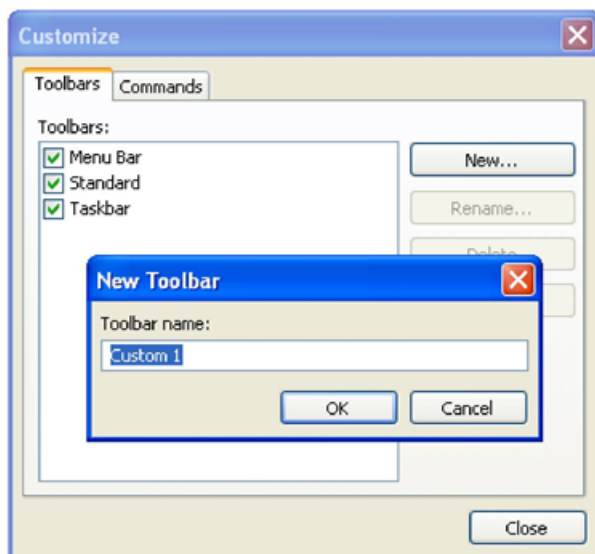 Customize
Toolbars Commands
Toolbars:
Menu Bar
Standard
Taskbar
New...
Rename...
New Toolbar
Toolbar name:
Custom 1
OK Cancel
Close